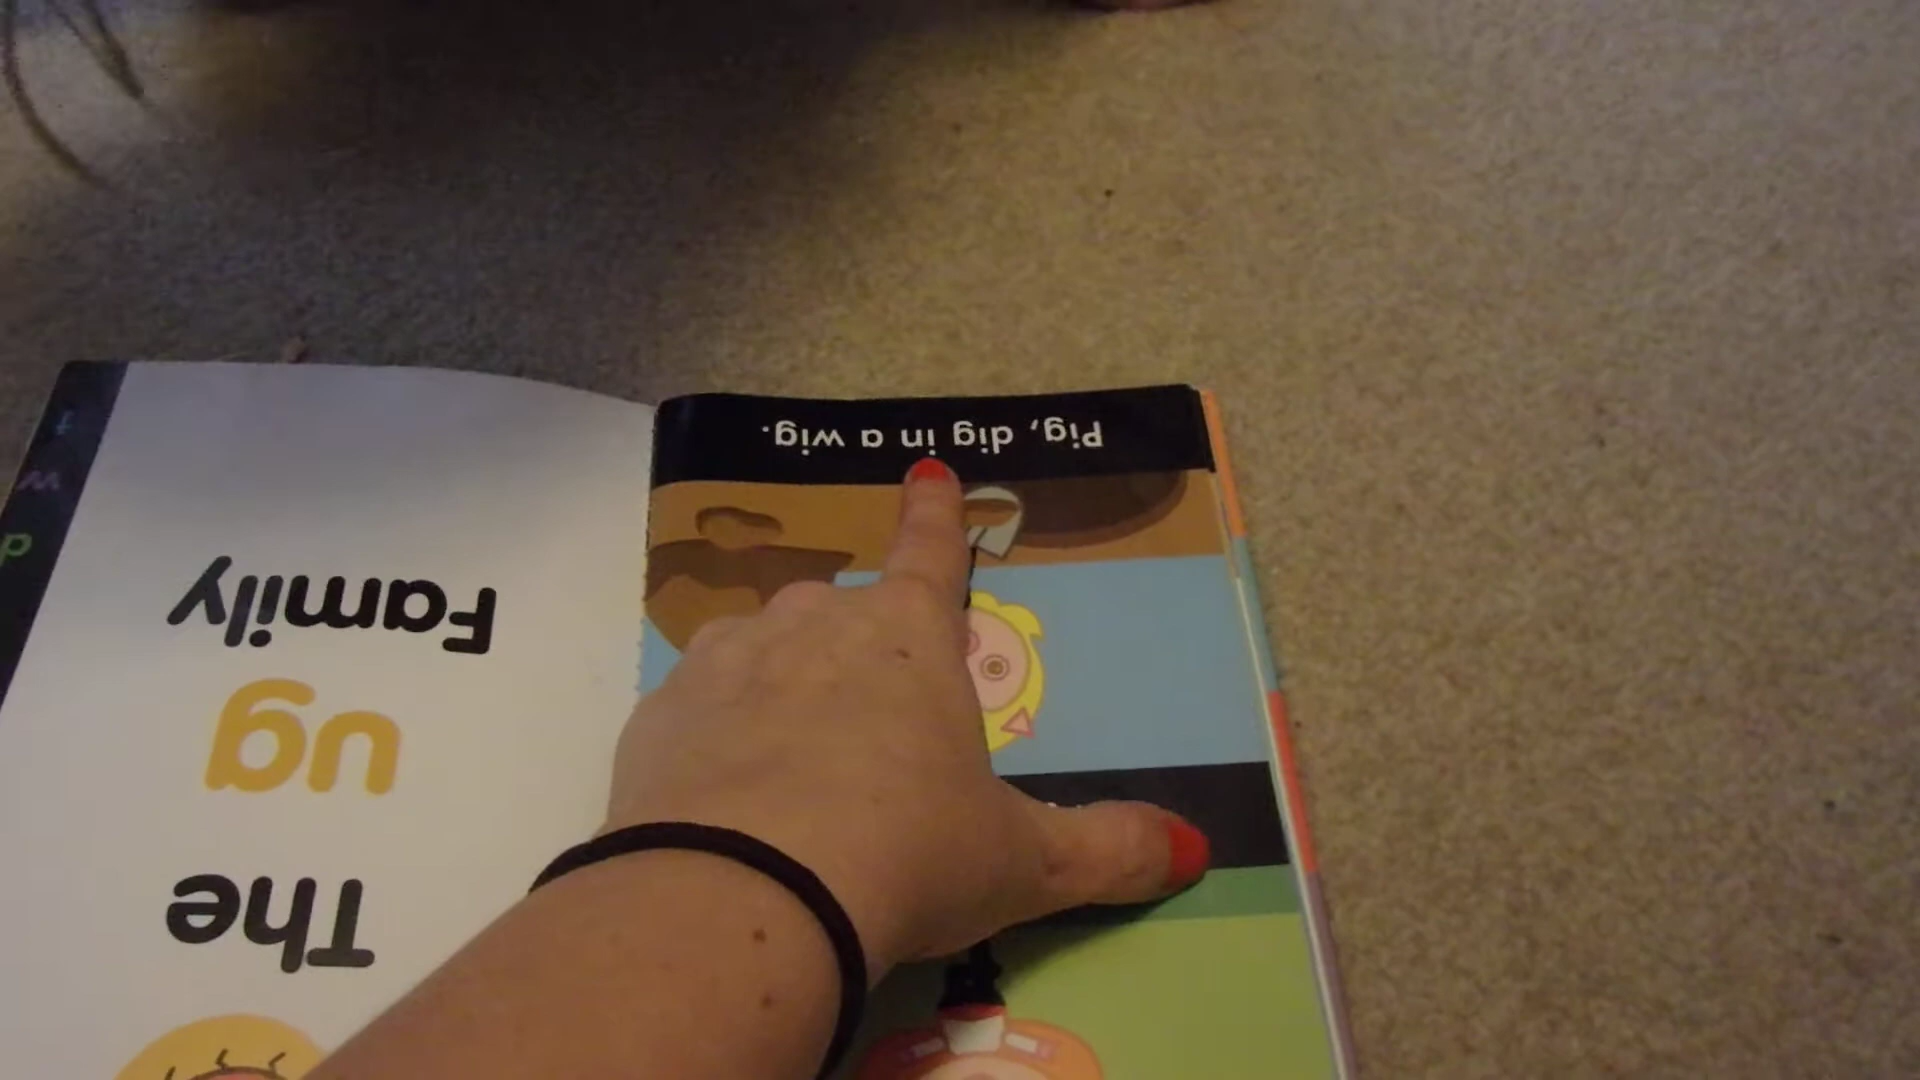 The
ug
Family
Pig, dig in a wig.
d
w
t